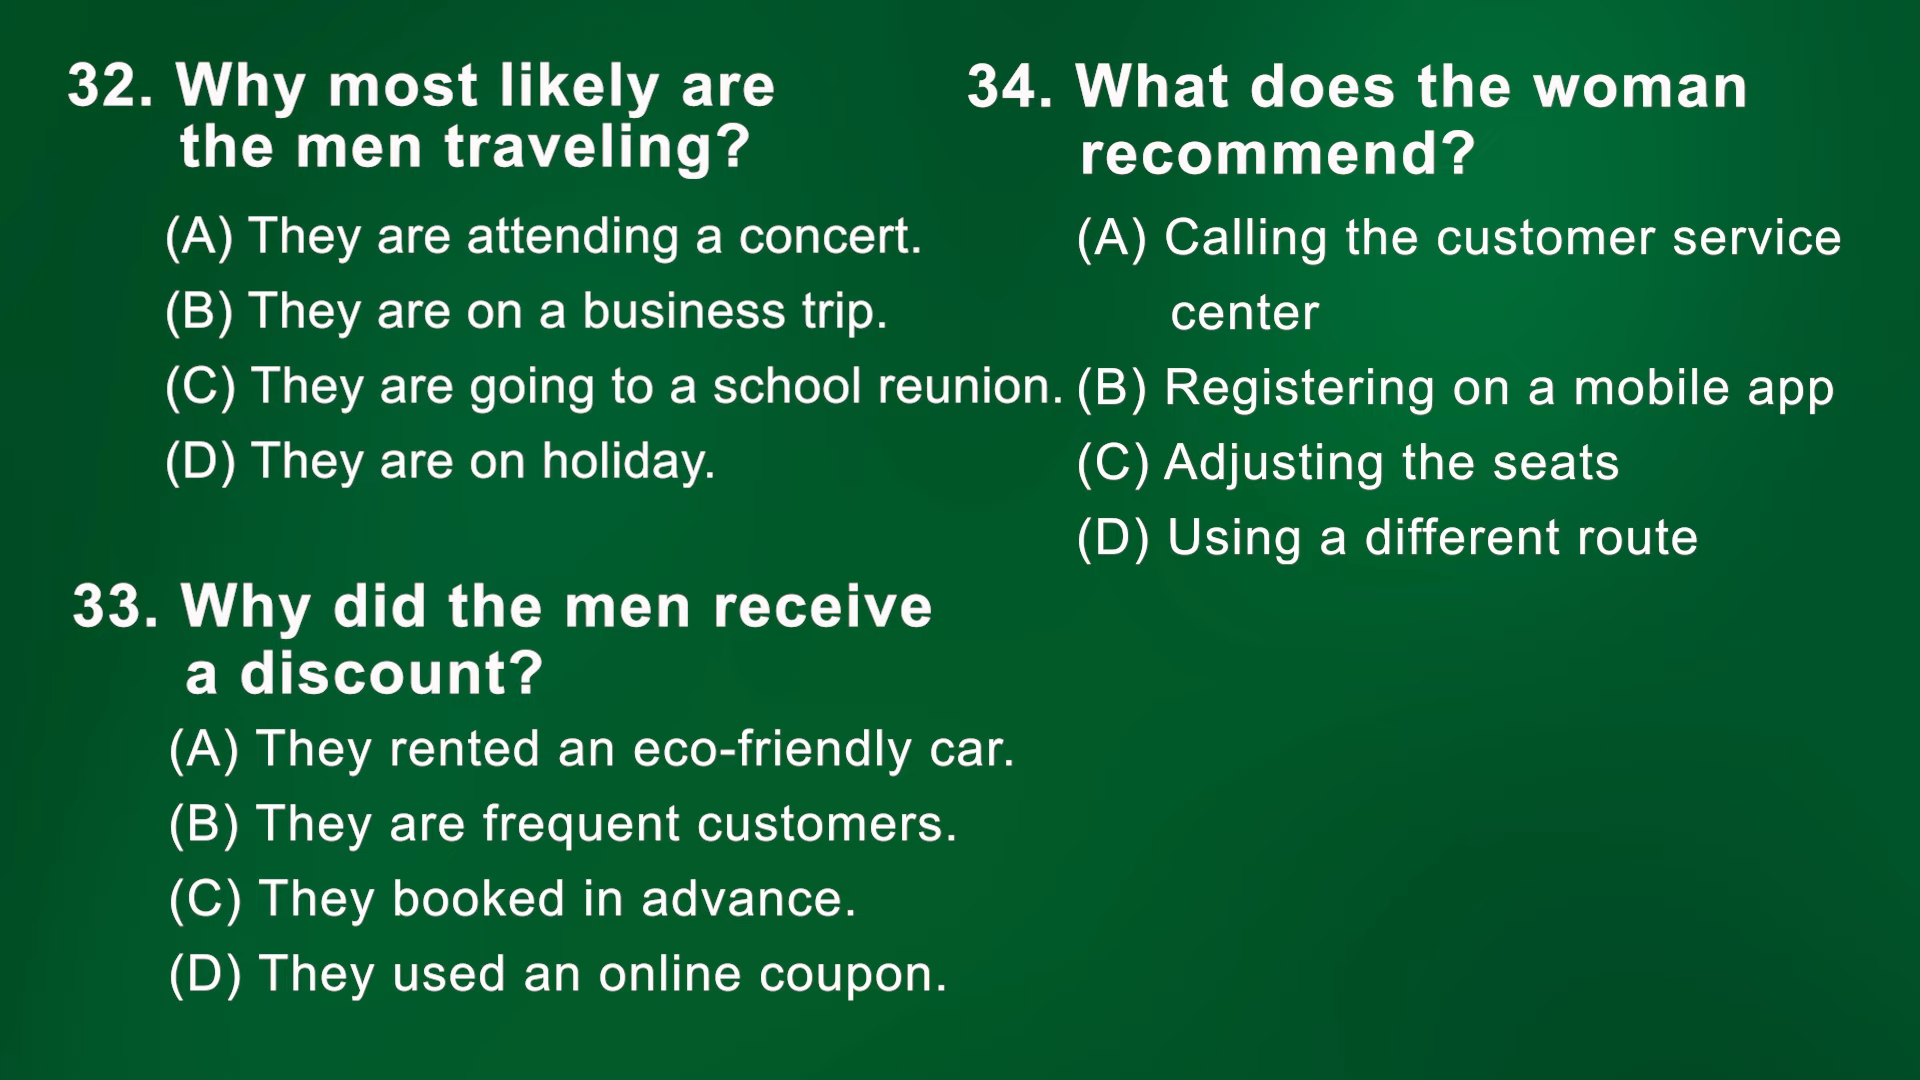 32. Why most likely are
the men traveling?
(A) They are attending a concert.
(B) They are on a business trip.
(C) They are going to a school reunion.
(D) They are on holiday.
33. Why did the men receive
a discount?
(A) They rented an eco-friendly car.
(B) They are frequent customers.
(C) They booked in advance.
(D) They used an online coupon.
34. What does the woman
recommend?
(A) Calling the customer service
center
(B) Registering on a mobile app
(C) Adjusting the seats
(D) Using a different route